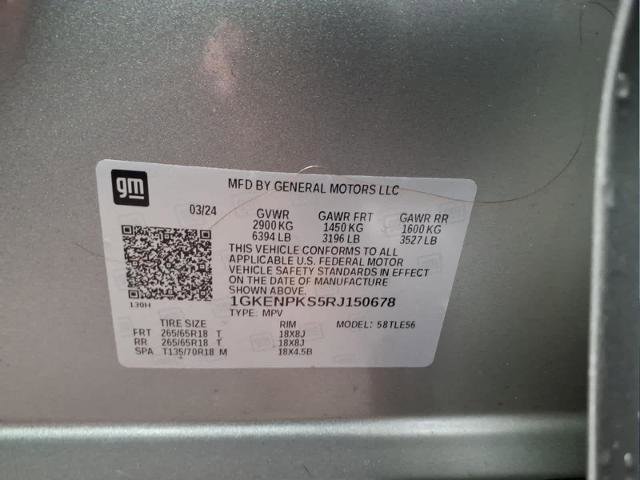 gm
MFD BY GENERAL MOTORS LLC
03/24 GVWR GAWR FRT GAWR RR
2900 KG 1450 KG 1600 KG
6394 LB 3196 LB 3527 LB
THIS VEHICLE CONFORMS TO ALL
APPLICABLE U.S. FEDERAL MOTOR
VEHICLE SAFETY STANDARDS IN EFFECT
ON THE DATE OF MANUFACTURE
SHOWN ABOVE.
130H 1GKENPKS5RJ150678
TYPE: MPV
TIRE SIZE RIM MODEL: 58TLE56
FRT 265/65R18 T 18X8J
RR 265/65R18 T 18X8J
SPA T135/70R18 M 18X4.5B